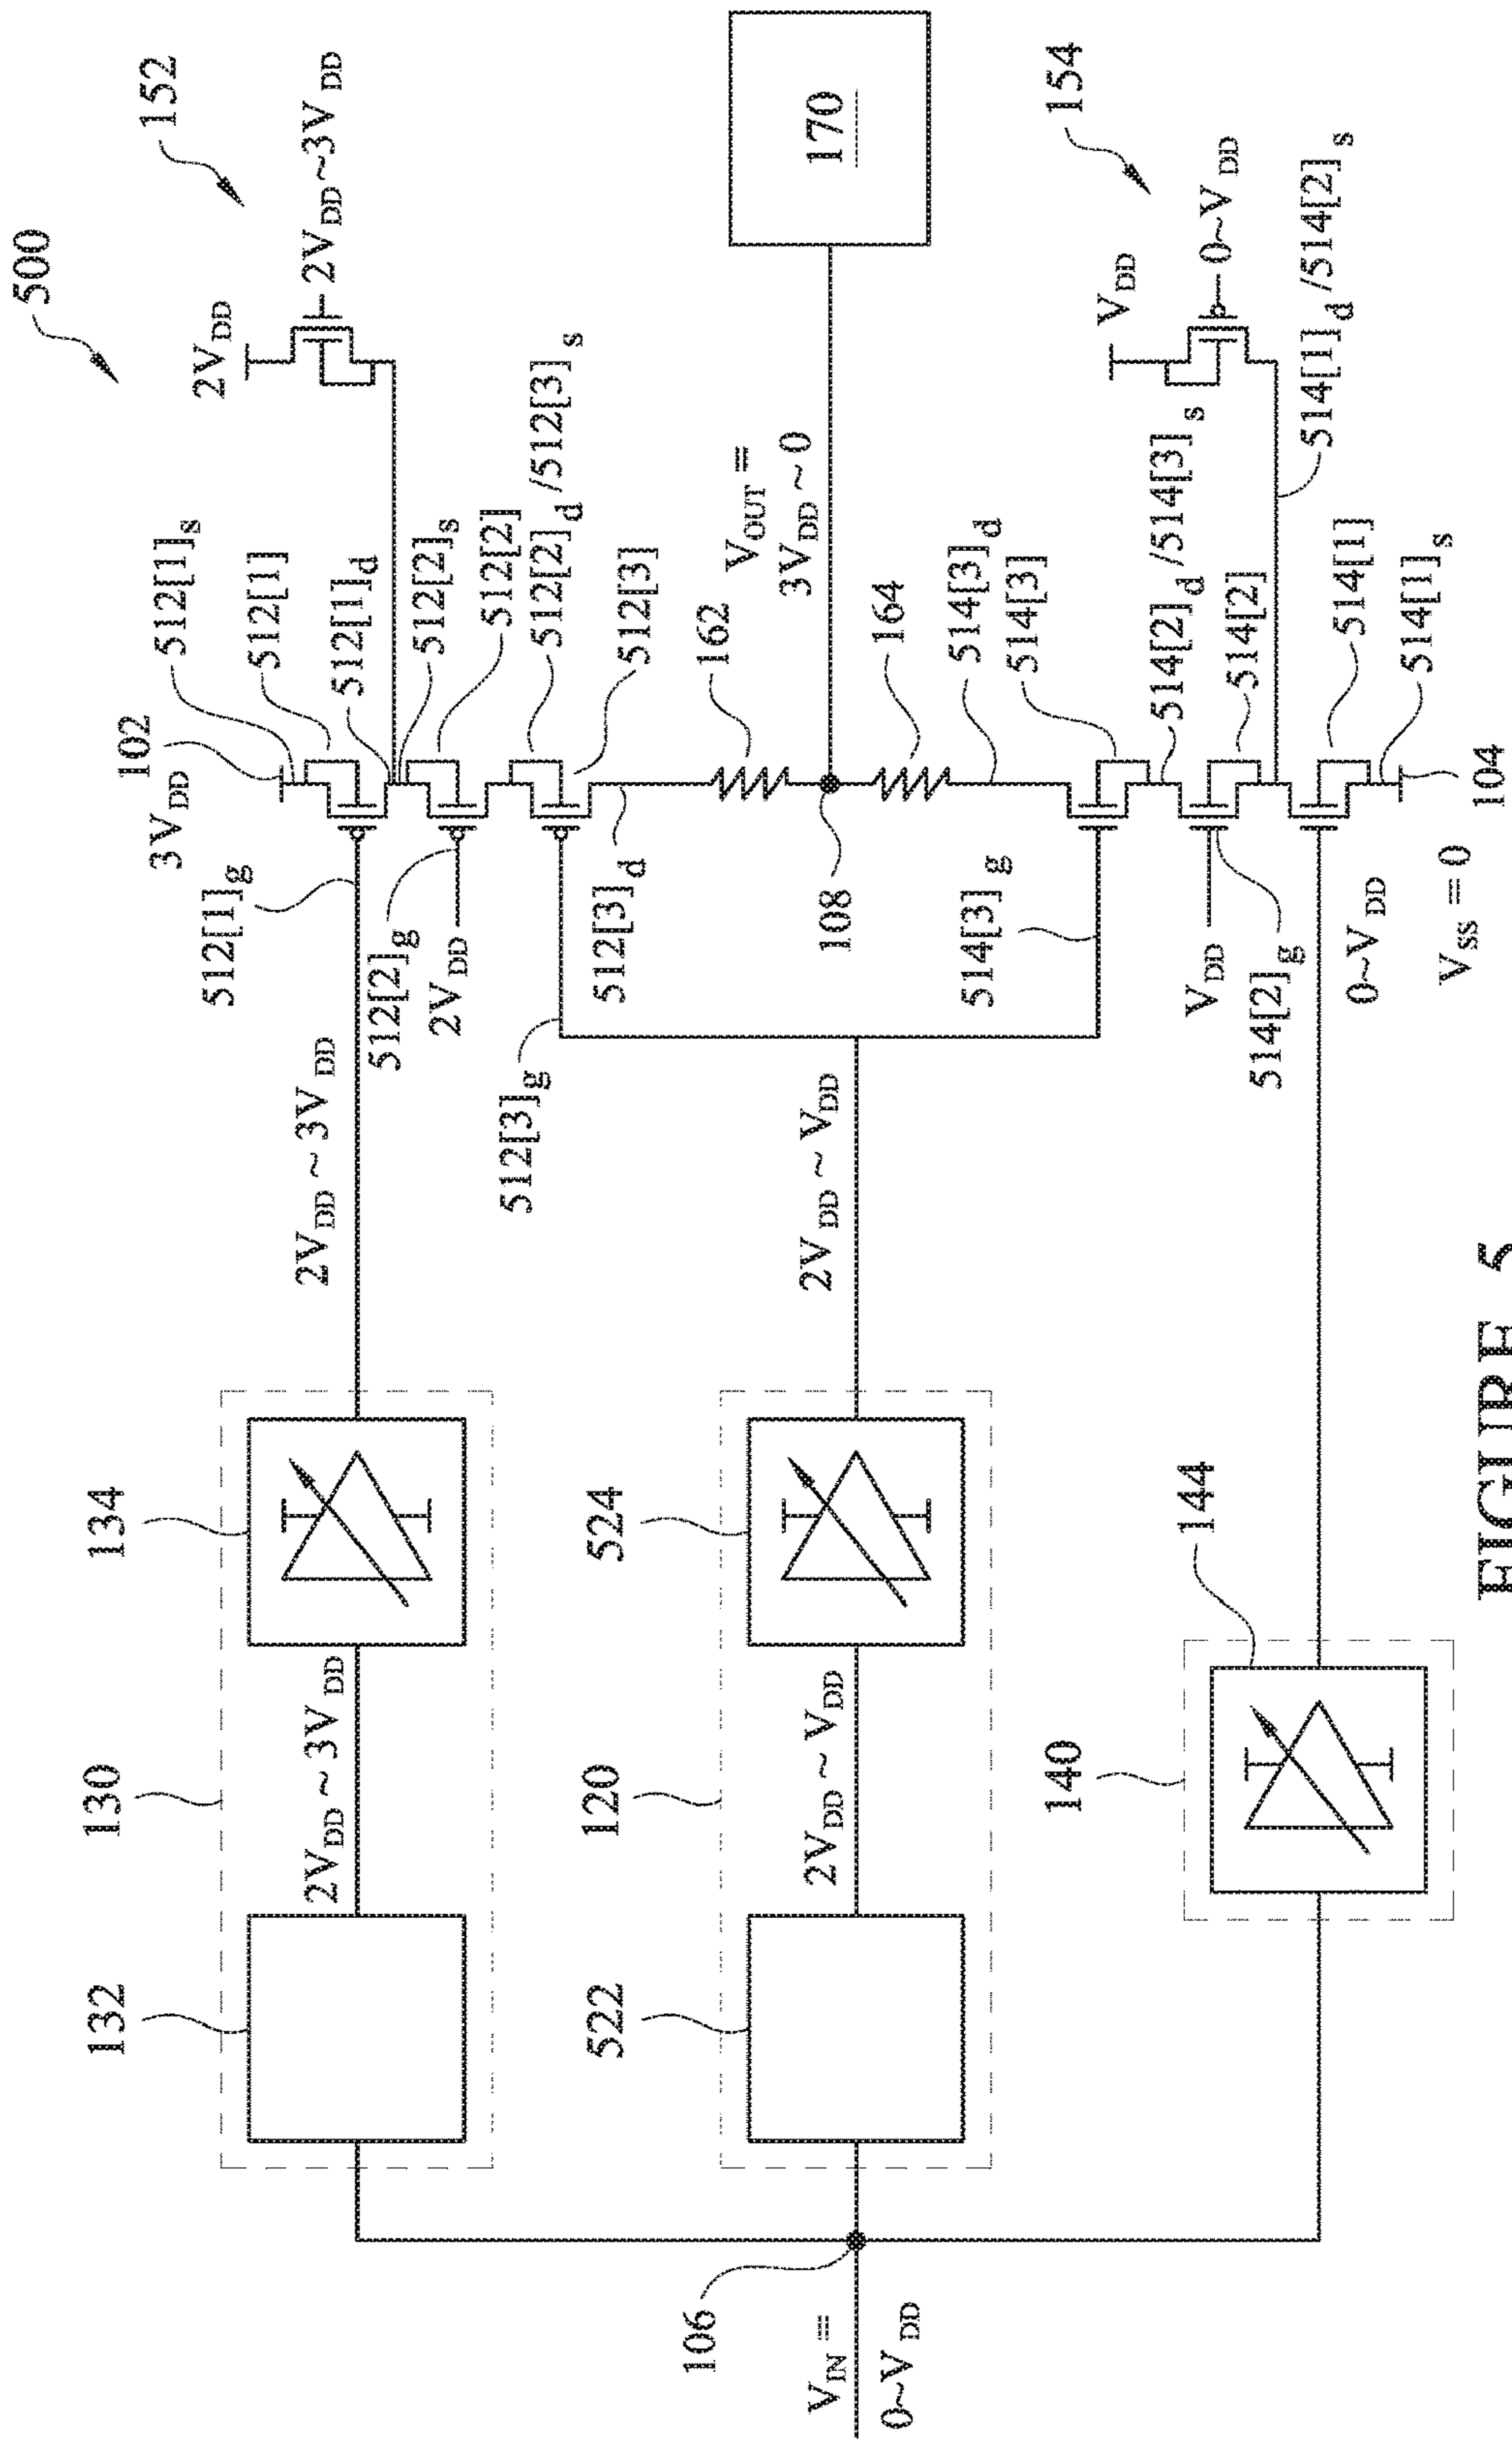 500
152
2V_DD
2V_DD~3V_DD
512[1]_s
512[1]
512[1]_d
512[2]_s
512[2]
512[2]_d/512[3]_s
512[3]
102
3V_DD
512[1]_g
512[2]_g
2V_DD
512[3]_g
512[3]_d
162
V_OUT =
3V_DD ~ 0
170
108
164
514[3]_d
514[3]
514[3]_g
514[2]_d/514[3]_s
514[2]
V_DD
514[2]_g
514[1]
514[1]_s
104
V_SS = 0
0~V_DD
154
V_DD
0~V_DD
514[1]_d/514[2]_s
2V_DD ~ 3V_DD
134
130
2V_DD ~ 3V_DD
132
2V_DD ~ V_DD
524
120
2V_DD ~ V_DD
522
144
140
106
V_IN =
0~V_DD
FIGURE 5